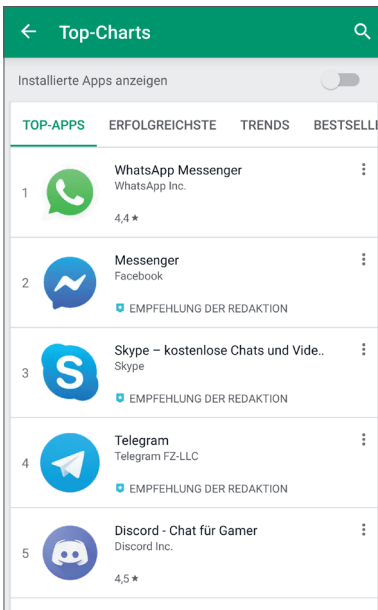 Top-Charts
Installierte Apps anzeigen
TOP-APPS ERFOLGREICHSTE TRENDS BESTSELLE
1
WhatsApp Messenger
WhatsApp Inc.
4,4 ★
2
Messenger
Facebook
EMPFEHLUNG DER REDAKTION
3
Skype – kostenlose Chats und Vide..
Skype
EMPFEHLUNG DER REDAKTION
4
Telegram
Telegram FZ-LLC
EMPFEHLUNG DER REDAKTION
5
Discord - Chat für Gamer
Discord Inc.
4,5 ★